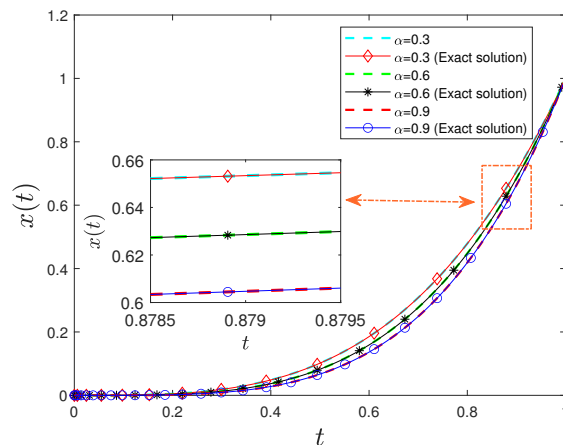 α=0.3
α=0.3 (Exact solution)
α=0.6
α=0.6 (Exact solution)
α=0.9
α=0.9 (Exact solution)
1.2
1
0.8
0.6
0.4
0.2
0
x(t)
0.66
0.64
0.62
0.6
x(t)
0.8785 0.879 0.8795
t
0 0.2 0.4 0.6 0.8 1
t